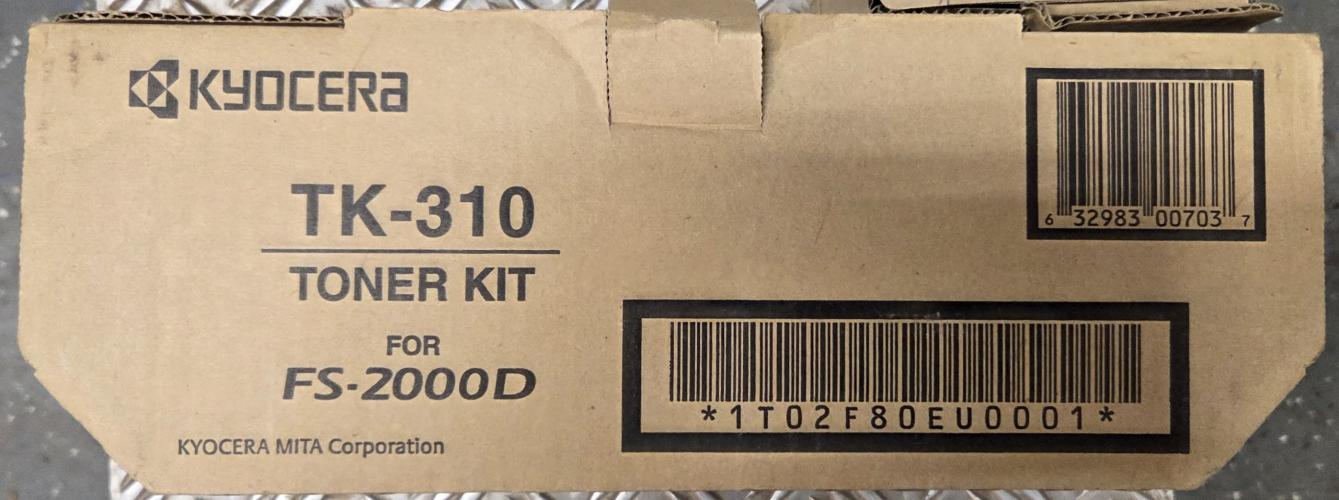 KYOCERA
TK-310
TONER KIT
FOR
FS-2000D
KYOCERA MITA Corporation
6 32983 00703 7
*1T02F80EU0001*